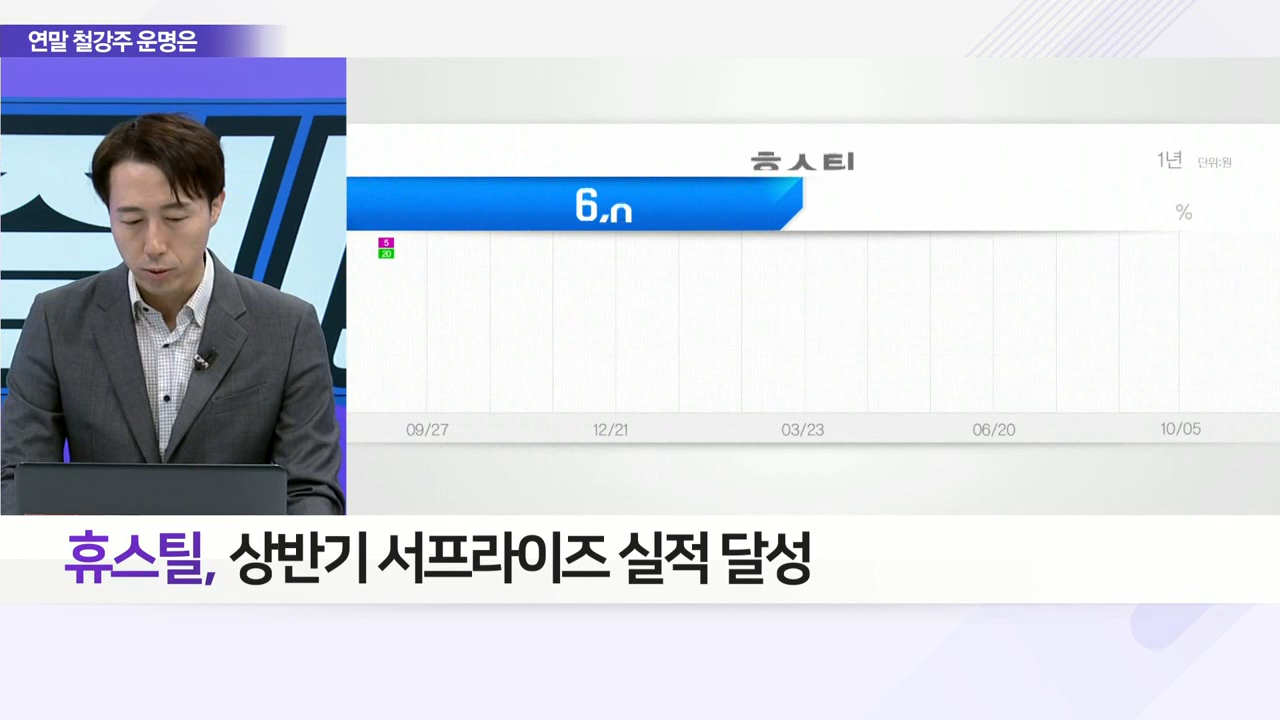 연말 철강주 운명은
1년 단위:원
%
5
20
09/27 12/21 03/23 06/20 10/05
휴스틸, 상반기 서프라이즈 실적 달성